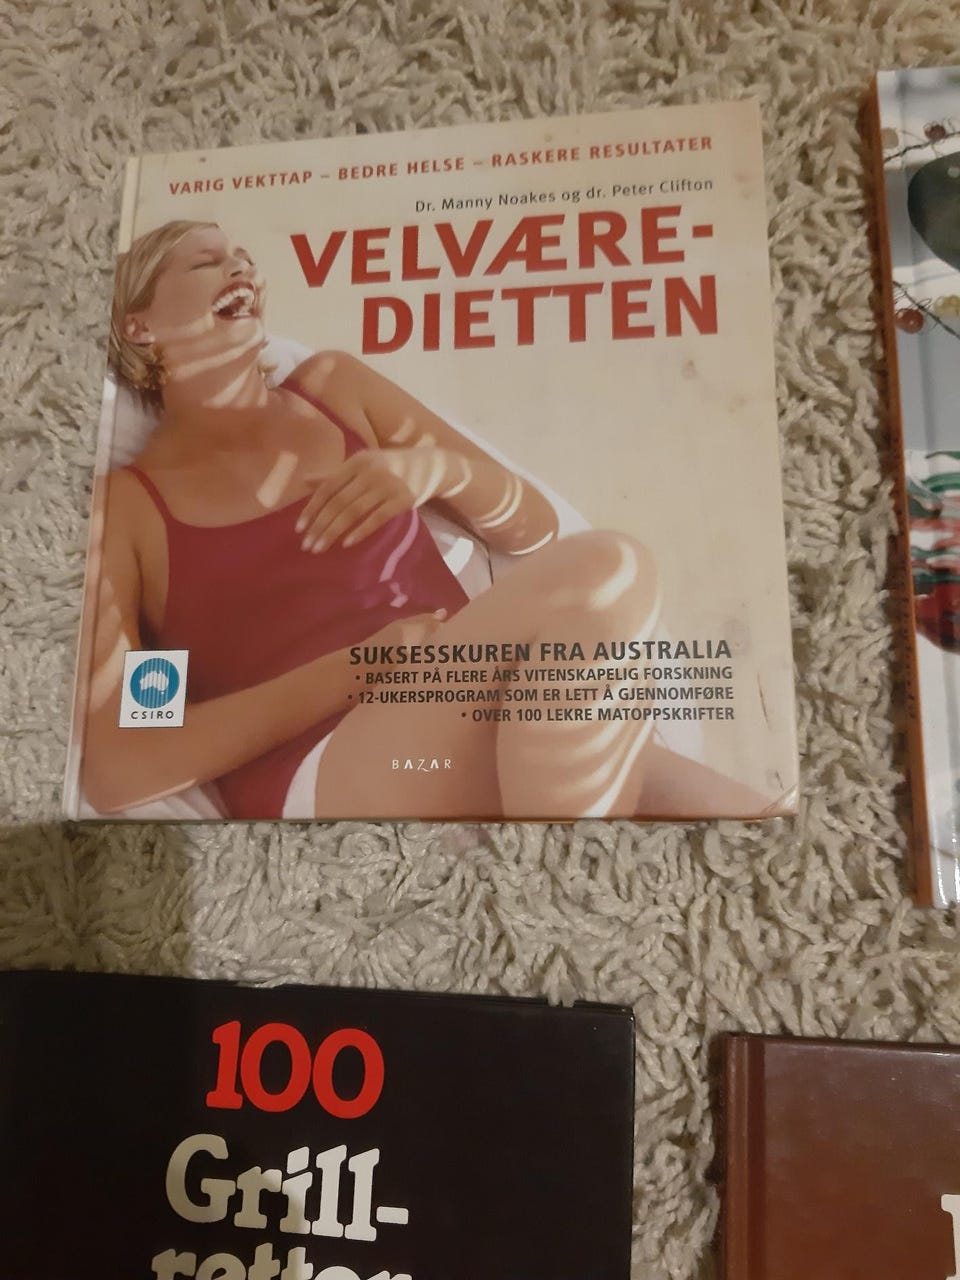 VARIG VEKTTAP – BEDRE HELSE – RASKERE RESULTATER
Dr. Manny Noakes og dr. Peter Clifton
VELVÆRE-
DIETTEN
SUKSESSKUREN FRA AUSTRALIA
• BASERT PÅ FLERE ÅRS VITENSKAPELIG FORSKNING
• 12-UKERSPROGRAM SOM ER LETT Å GJENNOMFØRE
• OVER 100 LEKRE MATOPPSKRIFTER
CSIRO
BAZAR
100
Grill-
retter